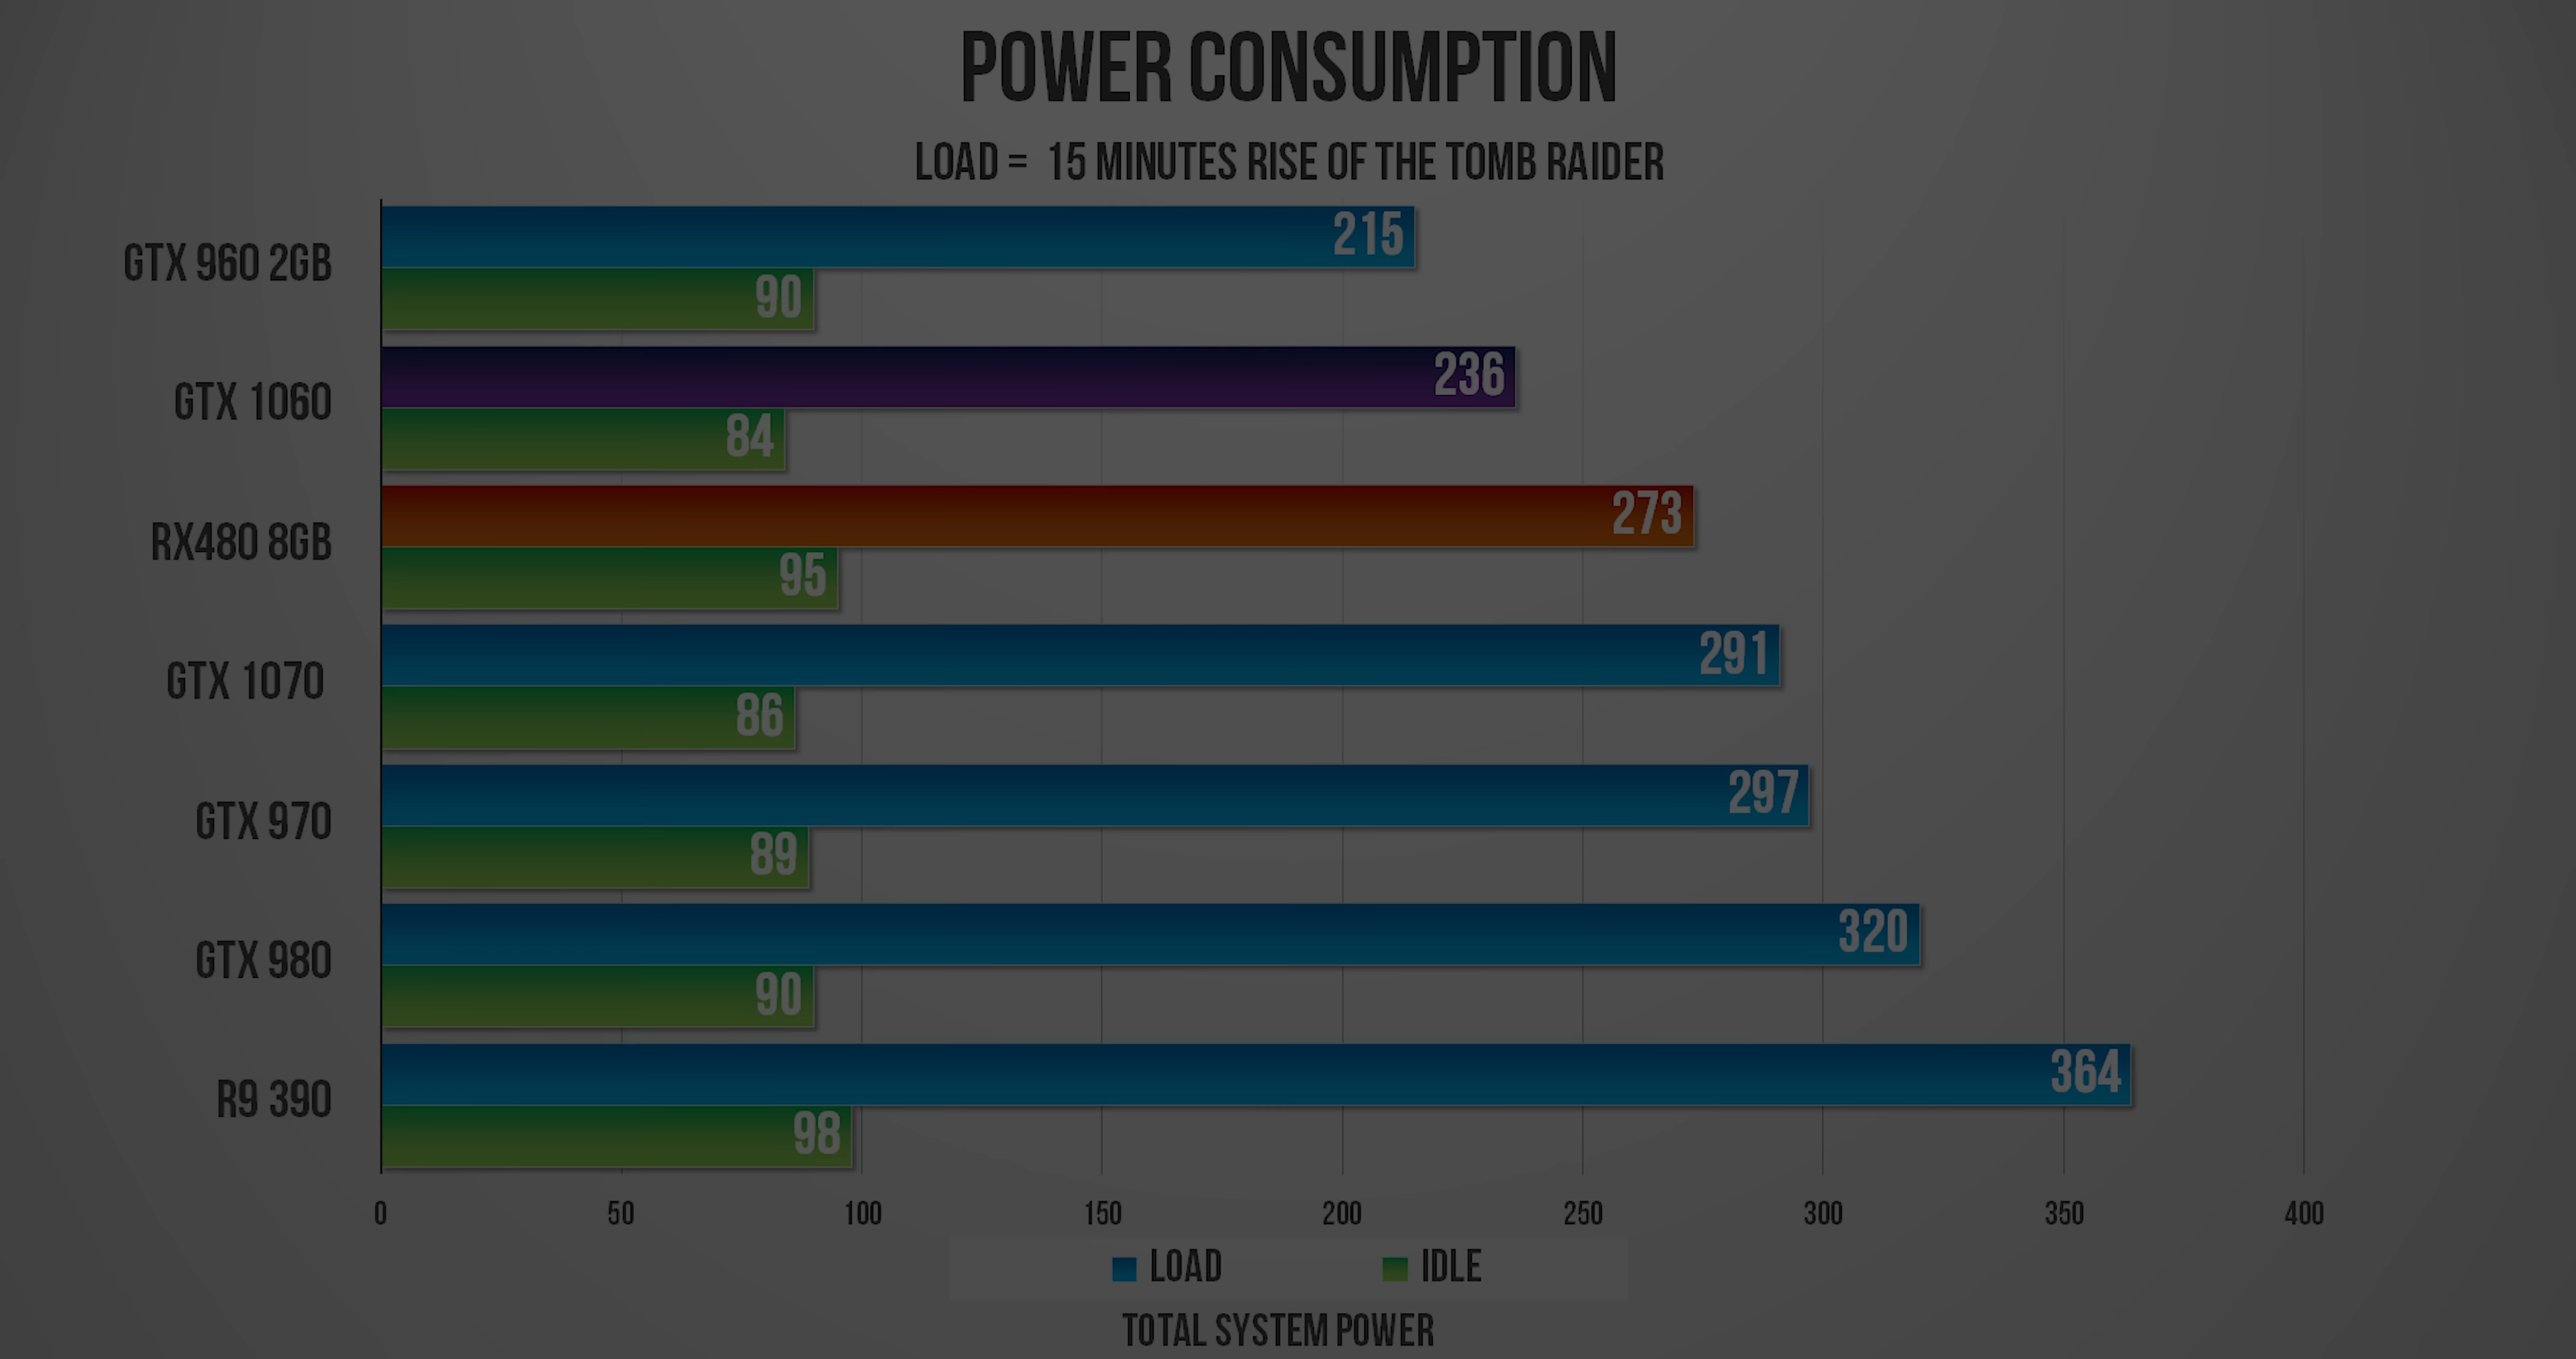 POWER CONSUMPTION
LOAD = 15 MINUTES RISE OF THE TOMB RAIDER
GTX 960 2GB
215
90
GTX 1060
236
84
RX480 8GB
273
95
GTX 1070
291
86
GTX 970
297
89
GTX 980
320
90
R9 390
364
98
0 50 100 150 200 250 300 350 400
LOAD IDLE
TOTAL SYSTEM POWER